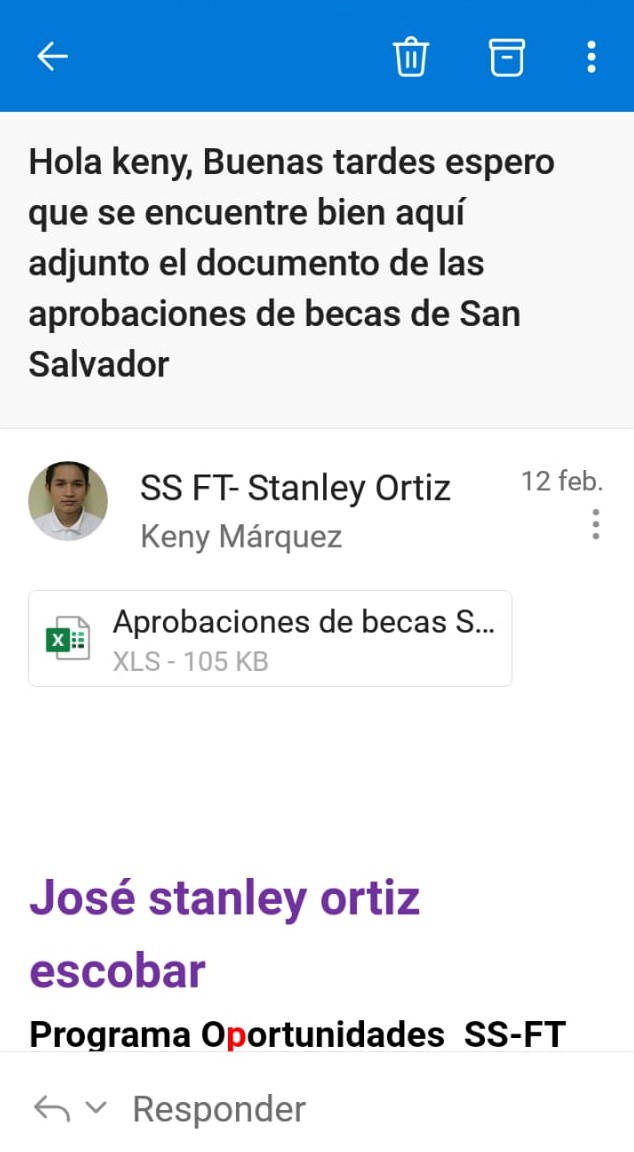 Hola keny, Buenas tardes espero
que se encuentre bien aquí
adjunto el documento de las
aprobaciones de becas de San
Salvador
SS FT- Stanley Ortiz
12 feb.
Keny Márquez
Aprobaciones de becas S...
XLS - 105 KB
José stanley ortiz
escobar
Programa Oportunidades SS-FT
Responder